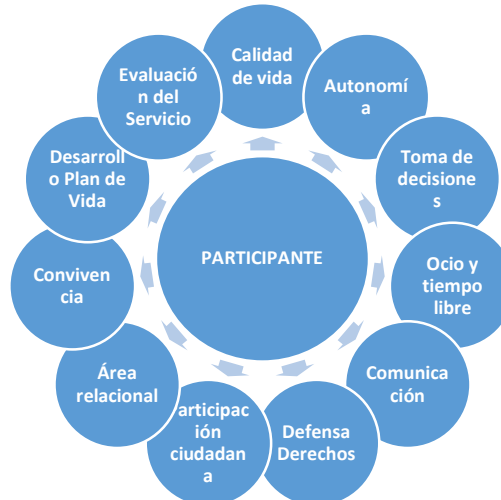 Calidad
de vida
Autonomí
a
Toma de
decisione
s
Ocio y
tiempo
libre
Comunica
ción
Defensa
Derechos
articipac
ión
ciudadan
a
Área
relacional
Conviven
cia
Desarroll
o Plan de
Vida
Evaluació
n del
Servicio
PARTICIPANTE